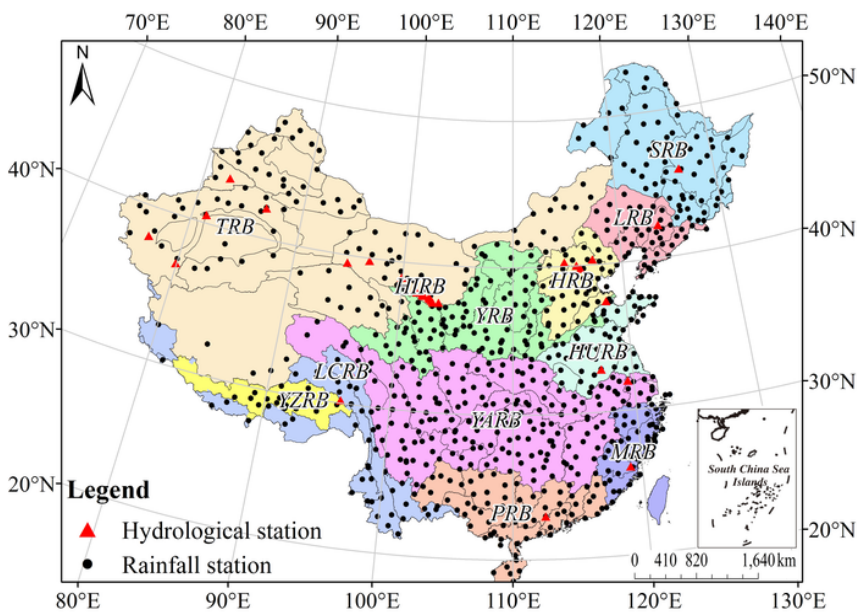 70°E 80°E 90°E 100°E 110°E 120°E 130°E 140°E
N
50°N
SRB
40°N
LRB
40°N
TRB
HIRB
HRB
YRB
30°N
HURB
LCRB
30°N
YZRB
YARB
MRB
South China Sea
Islands
20°N
Legend
PRB
Hydrological station
20°N
Rainfall station
0 410 820 1,640 km
80°E 90°E 100°E 110°E 120°E 130°E